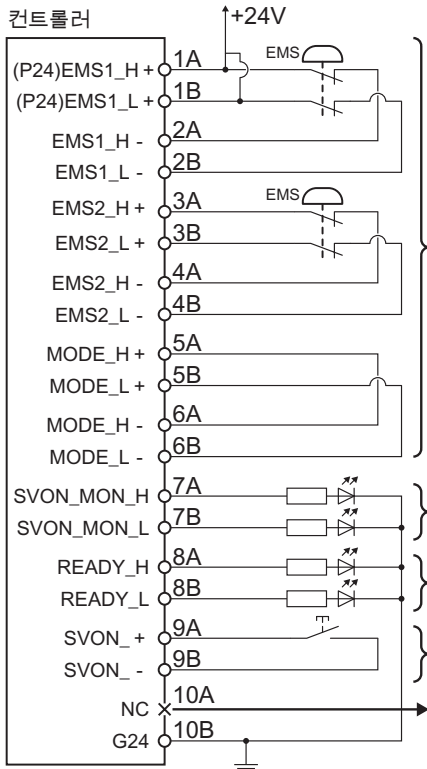 컨트롤러
+24V
(P24)EMS1_H + 1A EMS
(P24)EMS1_L + 1B
EMS1_H - 2A
EMS1_L - 2B
EMS2_H + 3A EMS
EMS2_L + 3B
EMS2_H - 4A
EMS2_L - 4B
MODE_H + 5A
MODE_L + 5B
MODE_H - 6A
MODE_L - 6B
SVON_MON_H 7A
SVON_MON_L 7B
READY_H 8A
READY_L 8B
SVON_ + 9A
SVON_ - 9B
NC 10A
G24 10B